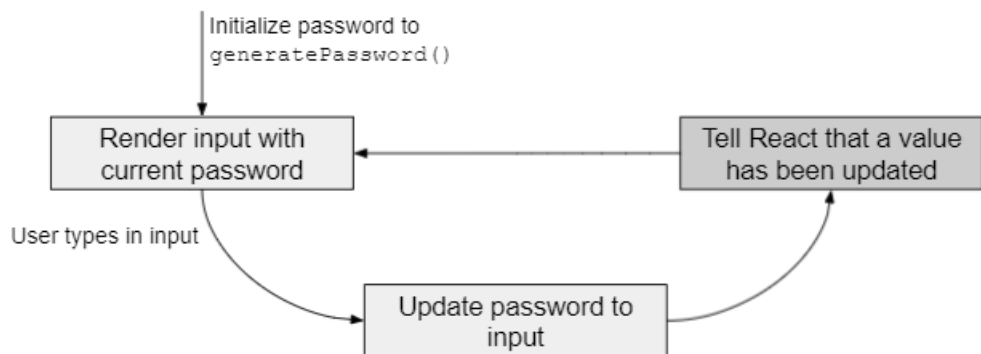 Initialize password to
generatePassword()
Render input with
current password
Tell React that a value
has been updated
User types in input
Update password to
input